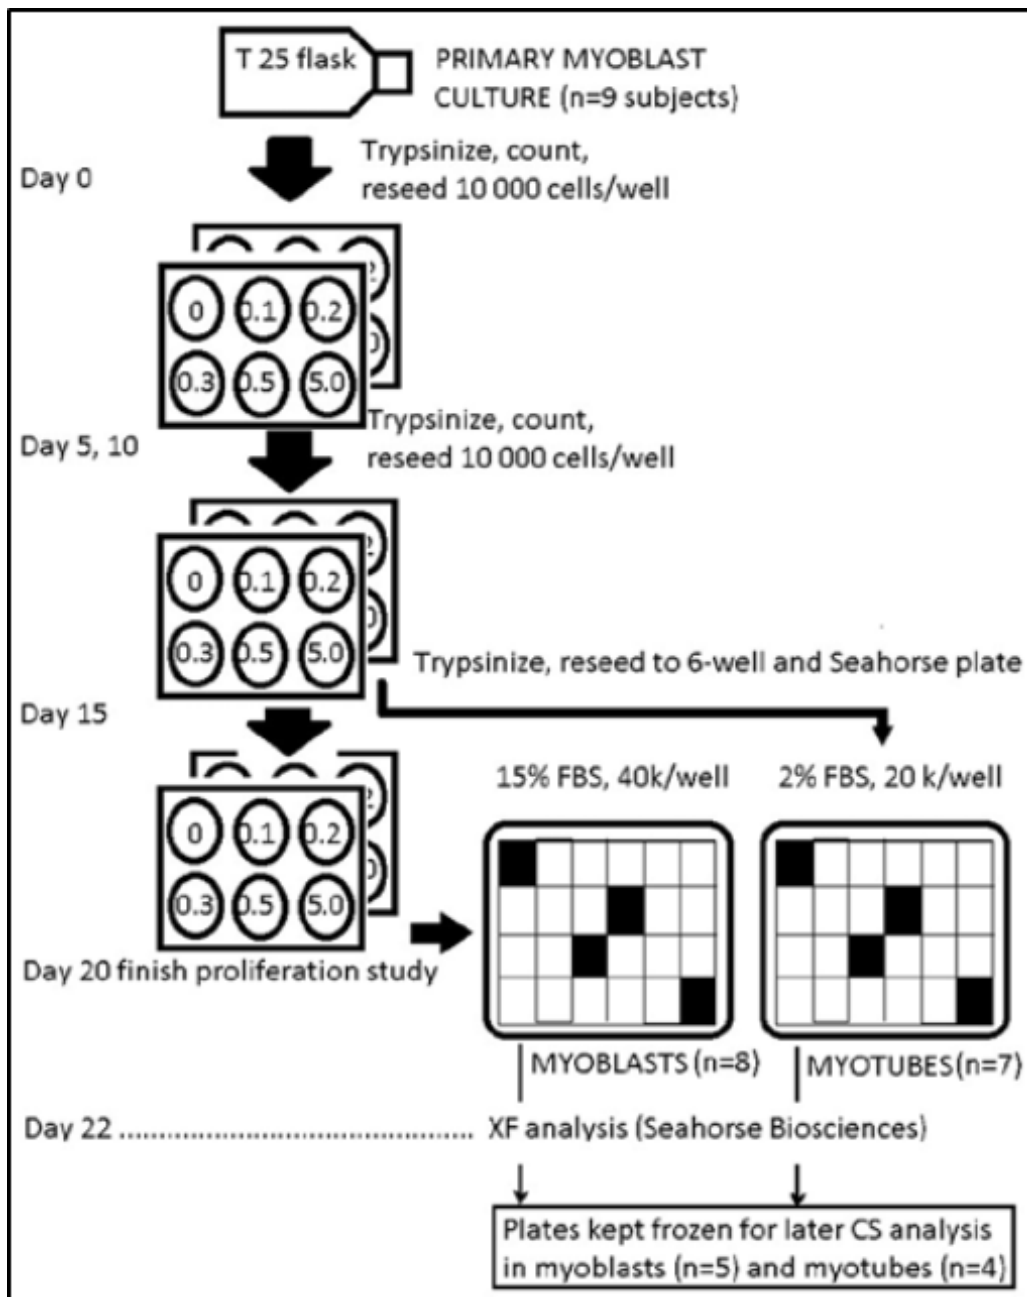 T 25 flask
PRIMARY MYOBLAST
CULTURE (n=9 subjects)
Day 0
Trypsinize, count,
reseed 10 000 cells/well
0 0.1 0.2
0.3 0.5 5.0
Day 5, 10
Trypsinize, count,
reseed 10 000 cells/well
0 0.1 0.2
0.3 0.5 5.0
Trypsinize, reseed to 6-well and Seahorse plate
Day 15
15% FBS, 40k/well
2% FBS, 20 k/well
0 0.1 0.2
0.3 0.5 5.0
Day 20 finish proliferation study
MYOBLASTS (n=8)
MYOTUBES (n=7)
Day 22 ................................................ XF analysis (Seahorse Biosciences)
Plates kept frozen for later CS analysis
in myoblasts (n=5) and myotubes (n=4)